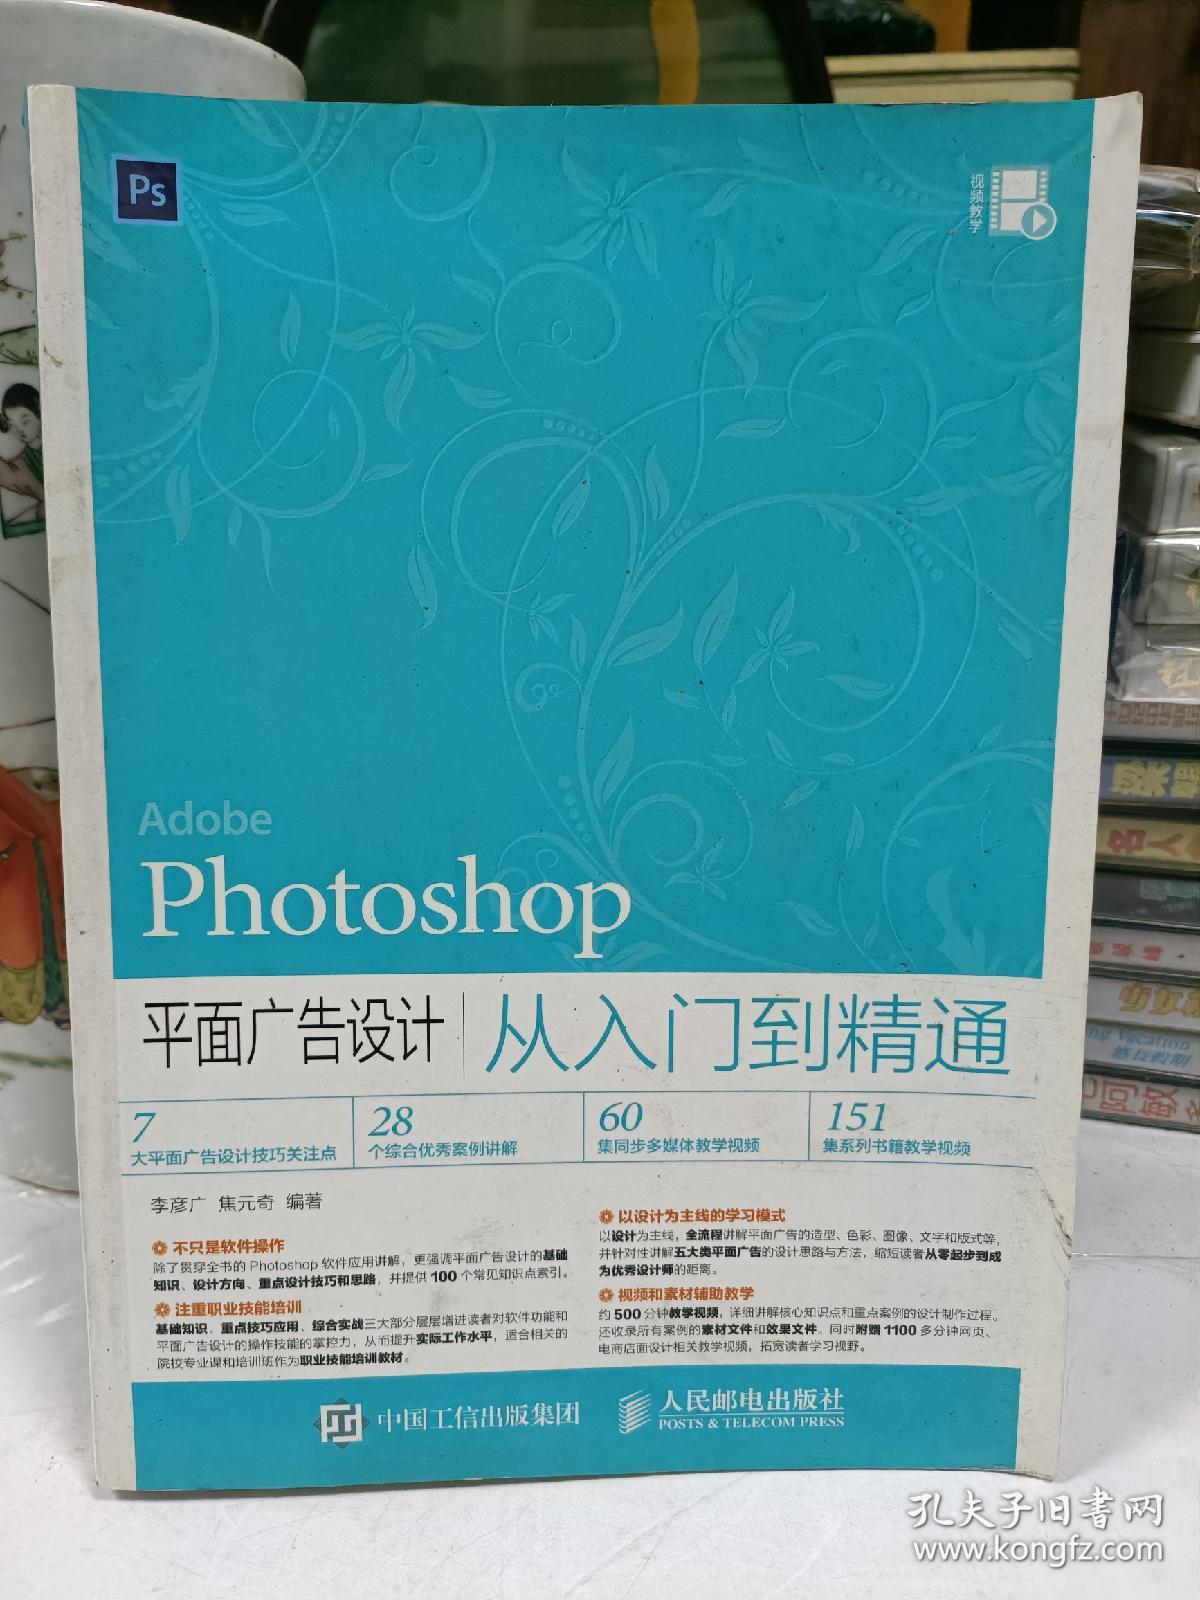 Ps
视频教学
Adobe
Photoshop
平面广告设计 从入门到精通
7
大平面广告设计技巧关注点
28
个综合优秀案例讲解
60
集同步多媒体教学视频
151
集系列书籍教学视频
李彦广 焦元奇 编著
不只是软件操作
除了贯穿全书的 Photoshop 软件应用讲解，更强调平面广告设计的基础
知识、设计方向、重点设计技巧和思路，并提供 100 个常见知识点索引。
注重职业技能培训
基础知识、重点技巧应用、综合实战三大部分层层增进读者对软件功能和
平面广告设计的操作技能的掌控力，从而提升实际工作水平，适合相关的
院校专业课和培训班作为职业技能培训教材。
以设计为主线的学习模式
以设计为主线，全流程讲解平面广告的造型、色彩、图像、文字和版式等，
并针对性讲解五大类平面广告的设计思路与方法，缩短读者从零起步到成
为优秀设计师的距离。
视频和素材辅助教学
约 500 分钟教学视频，详细讲解核心知识点和重点案例的设计制作过程。
还收录所有案例的素材文件和效果文件。同时附赠 1100 多分钟网页、
电商店面设计相关教学视频，拓宽读者学习视野。
中国工信出版集团
人民邮电出版社
POSTS & TELECOM PRESS
名人
悠长假期
阿敏
孔夫子旧书网
www.kongfz.com